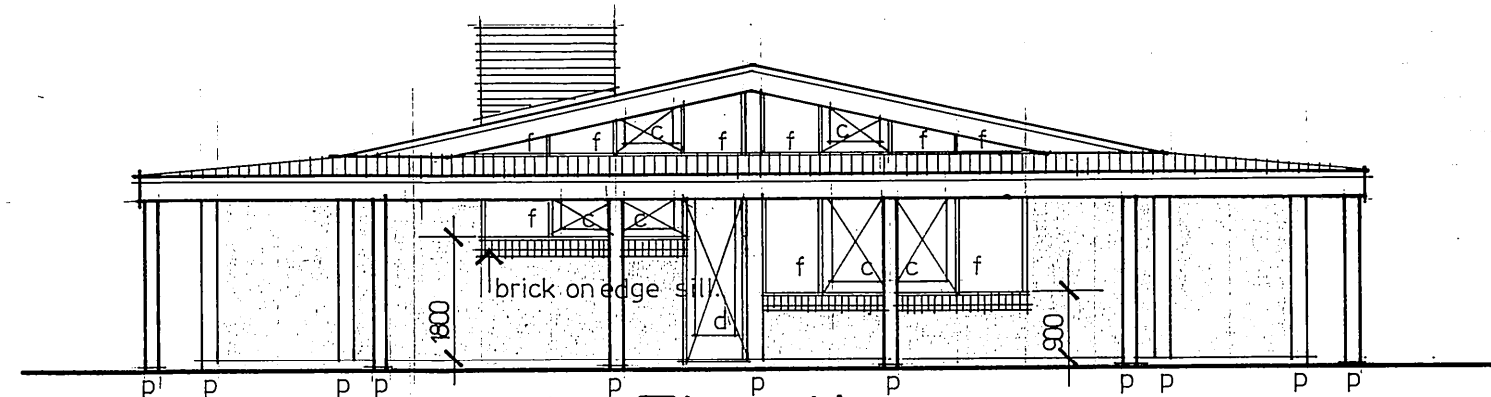 f f c f f c f f
f c c
f c c f
brick on edge sill.
d
1800
900
p p p p p p p p p p p